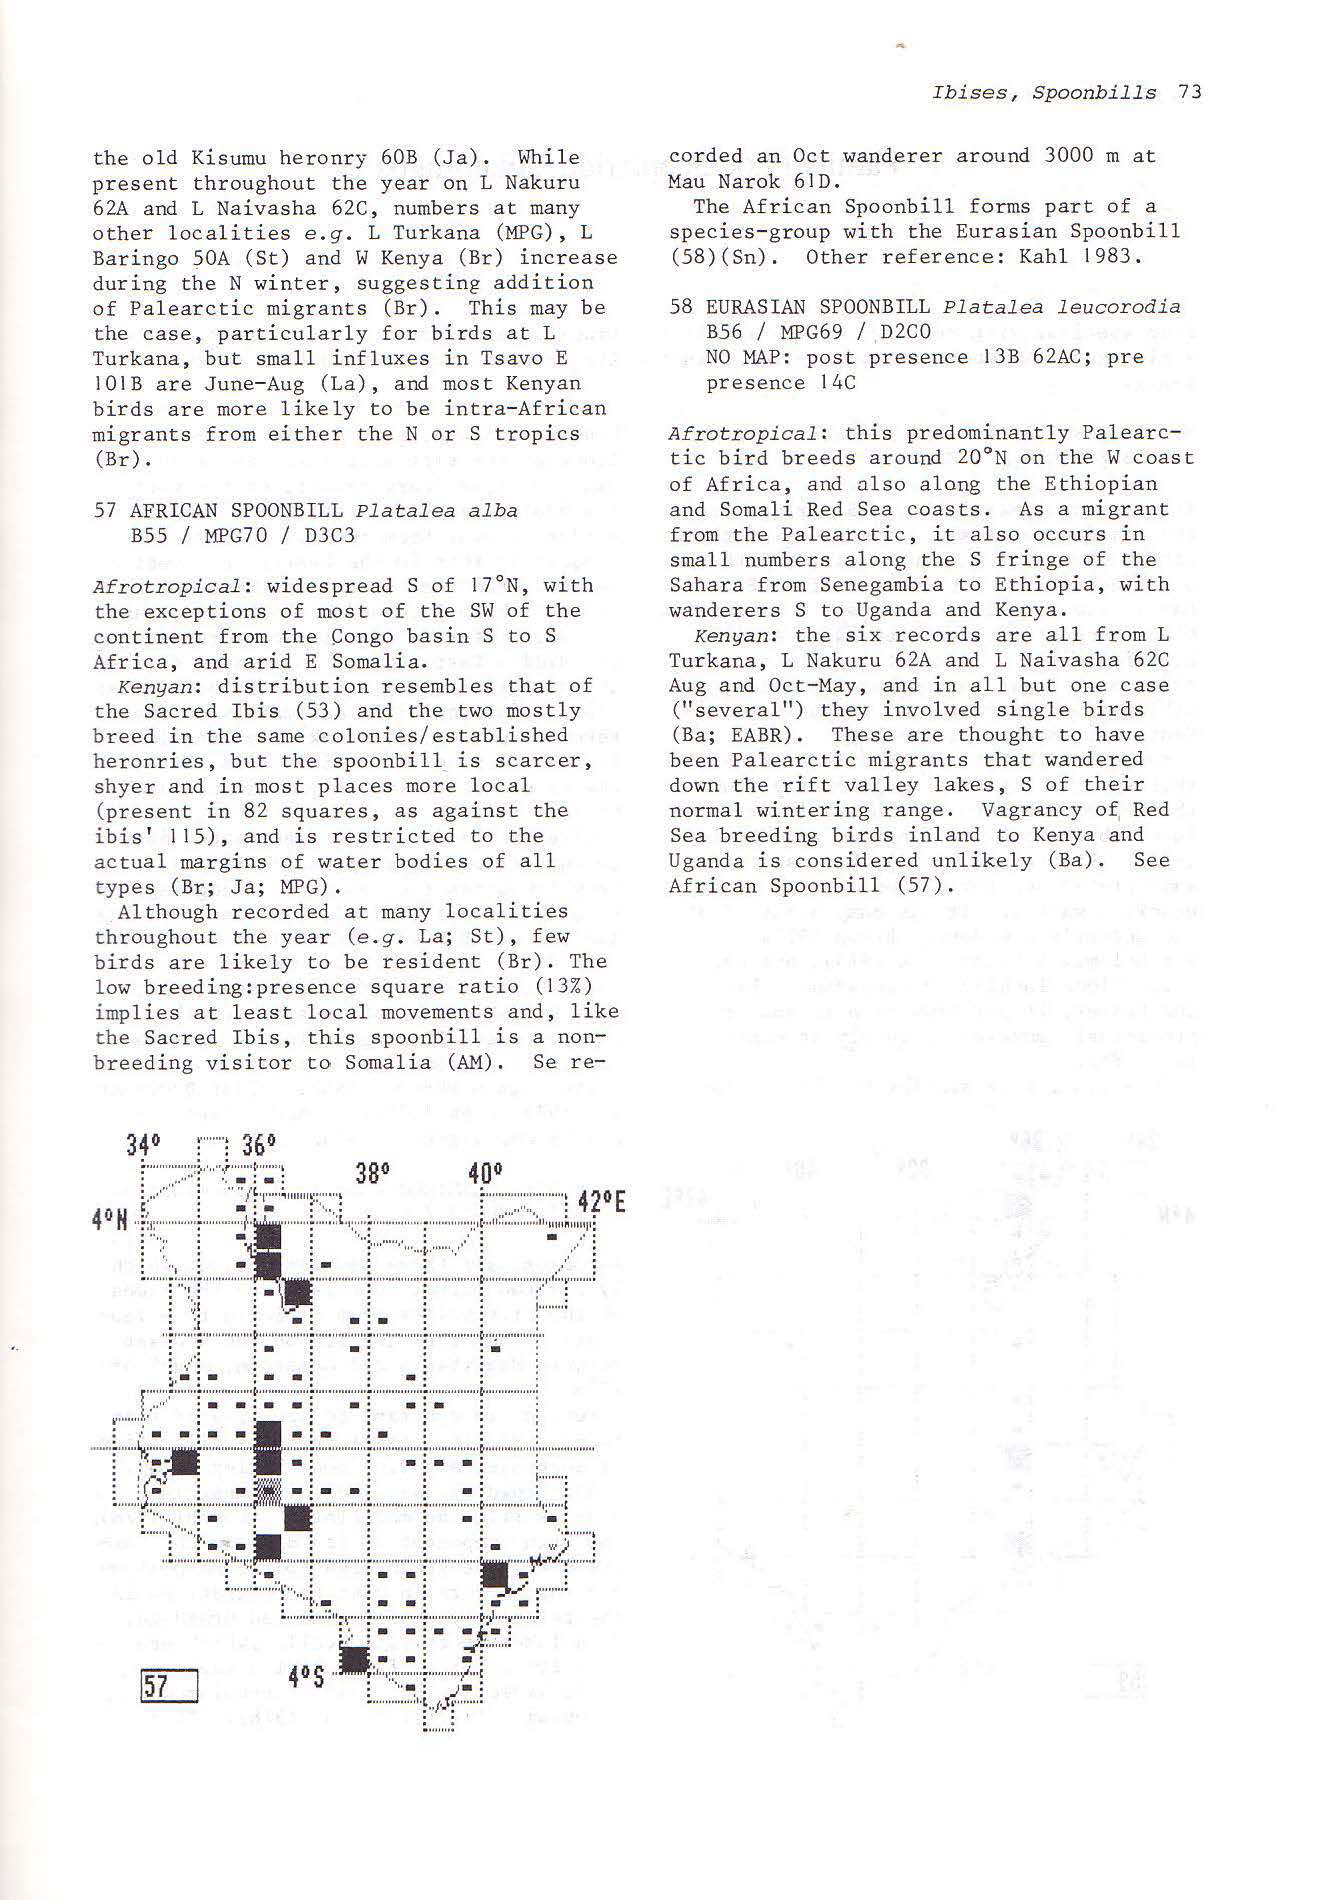 Ibises, Spoonbills 73
the old Kisumu heronry 60B (Ja). While
present throughout the year on L Nakuru
62A and L Naivasha 62C, numbers at many
other localities e.g. L Turkana (MPG), L
Baringo 50A (St) and W Kenya (Br) increase
during the N winter, suggesting addition
of Palearctic migrants (Br). This may be
the case, particularly for birds at L
Turkana, but small influxes in Tsavo E
101B are June-Aug (La), and most Kenyan
birds are more likely to be intra-African
migrants from either the N or S tropics
(Br).
57 AFRICAN SPOONBILL Platalea alba
B55 / MPG70 / D3C3
Afrotropical: widespread S of 17°N, with
the exceptions of most of the SW of the
continent from the Congo basin S to S
Africa, and arid E Somalia.
Kenyan: distribution resembles that of
the Sacred Ibis (53) and the two mostly
breed in the same colonies/established
heronries, but the spoonbill is scarcer,
shyer and in most places more local
(present in 82 squares, as against the
ibis' 115), and is restricted to the
actual margins of water bodies of all
types (Br; Ja; MPG).
Although recorded at many localities
throughout the year (e.g. La; St), few
birds are likely to be resident (Br). The
low breeding:presence square ratio (13%)
implies at least local movements and, like
the Sacred Ibis, this spoonbill is a non-
breeding visitor to Somalia (AM). Se re-
corded an Oct wanderer around 3000 m at
Mau Narok 61D.
The African Spoonbill forms part of a
species-group with the Eurasian Spoonbill
(58)(Sn). Other reference: Kahl 1983.
58 EURASIAN SPOONBILL Platalea leucorodia
B56 / MPG69 / D2C0
NO MAP: post presence 13B 62AC; pre
presence 14C
Afrotropical: this predominantly Palearc-
tic bird breeds around 20°N on the W coast
of Africa, and also along the Ethiopian
and Somali Red Sea coasts. As a migrant
from the Palearctic, it also occurs in
small numbers along the S fringe of the
Sahara from Senegambia to Ethiopia, with
wanderers S to Uganda and Kenya.
Kenyan: the six records are all from L
Turkana, L Nakuru 62A and L Naivasha 62C
Aug and Oct-May, and in all but one case
("several") they involved single birds
(Ba; EABR). These are thought to have
been Palearctic migrants that wandered
down the rift valley lakes, S of their
normal wintering range. Vagrancy of Red
Sea breeding birds inland to Kenya and
Uganda is considered unlikely (Ba). See
African Spoonbill (57).
34° 36°
38° 40°
42°E
4°N
4°S
57